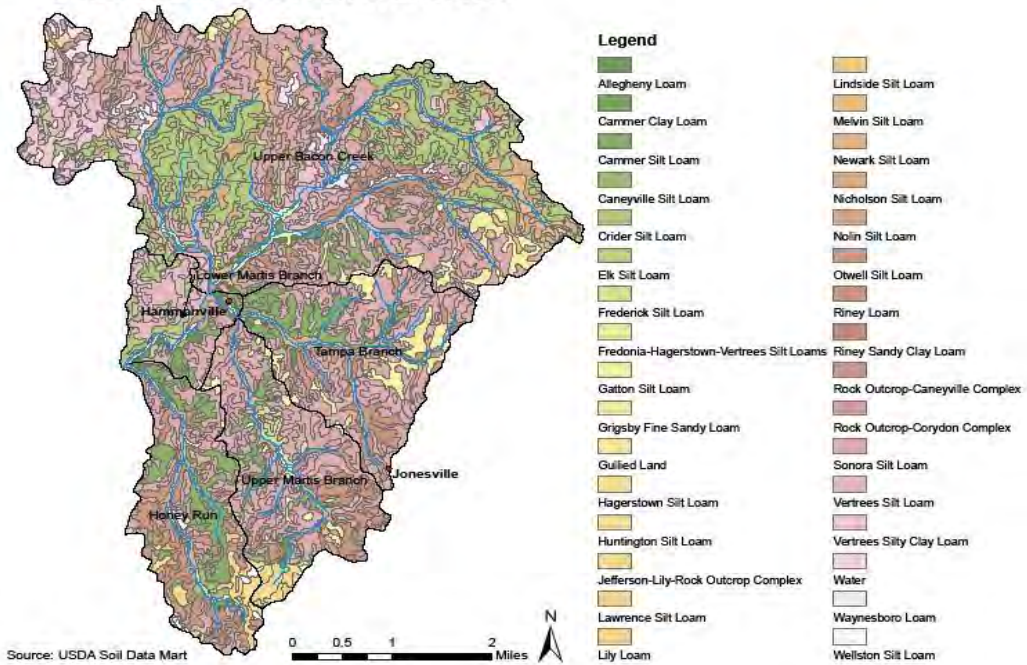 Legend
Allegheny Loam
Cammer Clay Loam
Cammer Silt Loam
Caneyville Silt Loam
Crider Silt Loam
Elk Silt Loam
Frederick Silt Loam
Fredonia-Hagerstown-Vertrees Silt Loams
Gatton Silt Loam
Grigsby Fine Sandy Loam
Gullied Land
Hagerstown Silt Loam
Huntington Silt Loam
Jefferson-Lily-Rock Outcrop Complex
Lawrence Silt Loam
Lily Loam
Lindside Silt Loam
Melvin Silt Loam
Newark Silt Loam
Nicholson Silt Loam
Nolin Silt Loam
Otwell Silt Loam
Riney Loam
Riney Sandy Clay Loam
Rock Outcrop-Caneyville Complex
Rock Outcrop-Corydon Complex
Sonora Silt Loam
Vertrees Silt Loam
Vertrees Silty Clay Loam
Water
Waynesboro Loam
Wellston Silt Loam
Upper Bacon Creek
Lower Martis Branch
Hammonville
Tampa Branch
Jonesville
Upper Martis Branch
Honey Run
Source: USDA Soil Data Mart
0 0.5 1 2
Miles
N